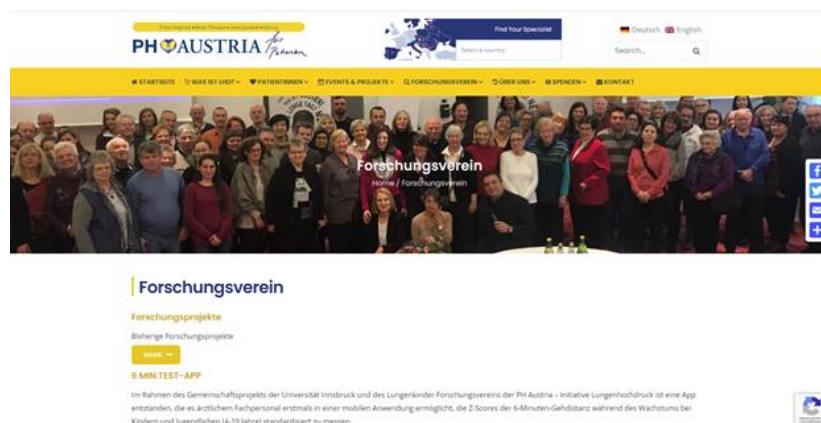 PH AUSTRIA für Patienten
Find Your Specialist
Select a country
Deutsch English
Search...
STARTSEITE WAS IST LHD? PATIENTINNEN EVENTS & PROJEKTE FORSCHUNGSVEREIN ÜBER UNS SPENDEN KONTAKT
Forschungsverein
Home / Forschungsverein
Forschungsverein
Forschungsprojekte
Bisherige Forschungsprojekte
MEHR →
6 MIN.TEST-APP
Im Rahmen des Gemeinschaftsprojekts der Universität Innsbruck und des Lungenkinder Forschungsvereins der PH Austria – Initiative Lungenhochdruck ist eine App
entstanden, die es ärztlichem Fachpersonal erstmals in einer mobilen Anwendung ermöglicht, die Z-Scores der 6-Minuten-Gehdistanz während des Wachstums bei
Kindern und Jugendlichen (4-19 Jahre) standardisiert zu messen.